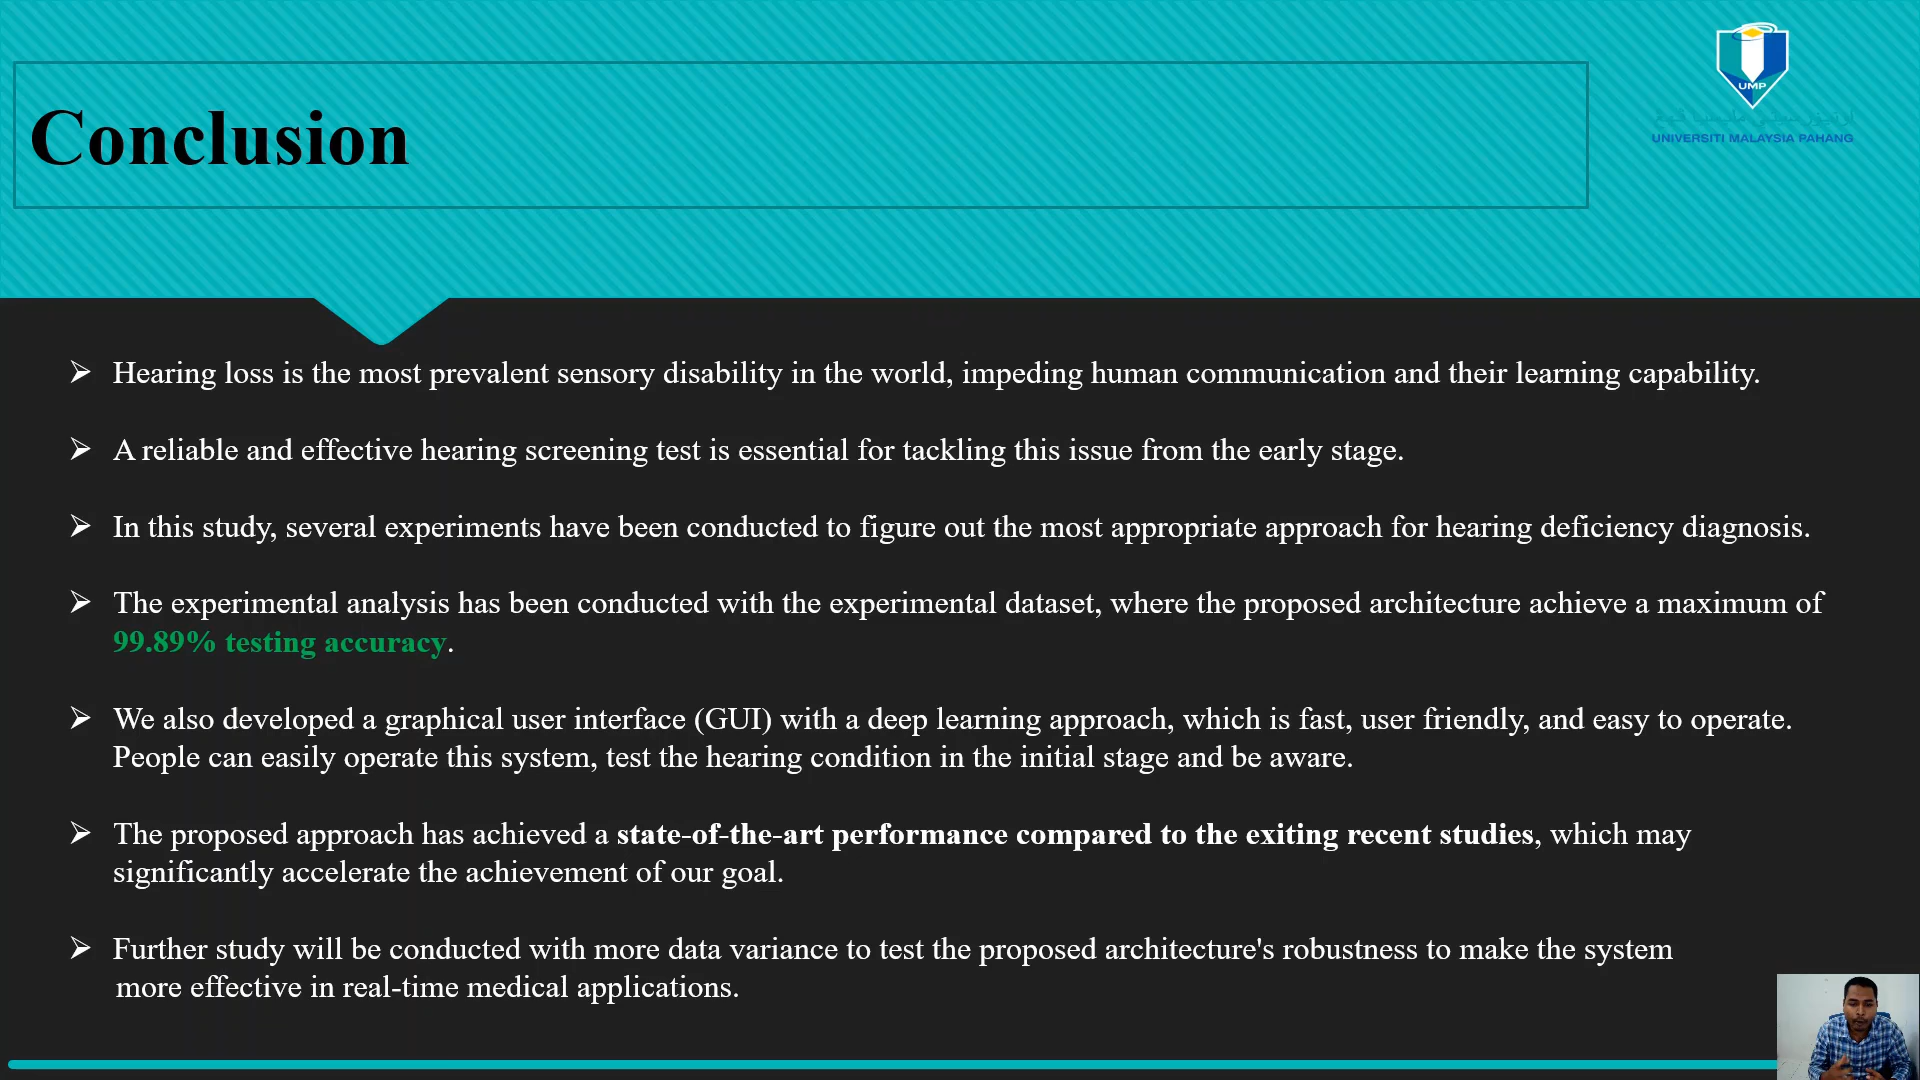 UMP
UNIVERSITI MALAYSIA PAHANG
Conclusion
Hearing loss is the most prevalent sensory disability in the world, impeding human communication and their learning capability.
A reliable and effective hearing screening test is essential for tackling this issue from the early stage.
In this study, several experiments have been conducted to figure out the most appropriate approach for hearing deficiency diagnosis.
The experimental analysis has been conducted with the experimental dataset, where the proposed architecture achieve a maximum of
99.89% testing accuracy.
We also developed a graphical user interface (GUI) with a deep learning approach, which is fast, user friendly, and easy to operate.
People can easily operate this system, test the hearing condition in the initial stage and be aware.
The proposed approach has achieved a state-of-the-art performance compared to the exiting recent studies, which may
significantly accelerate the achievement of our goal.
Further study will be conducted with more data variance to test the proposed architecture's robustness to make the system
more effective in real-time medical applications.